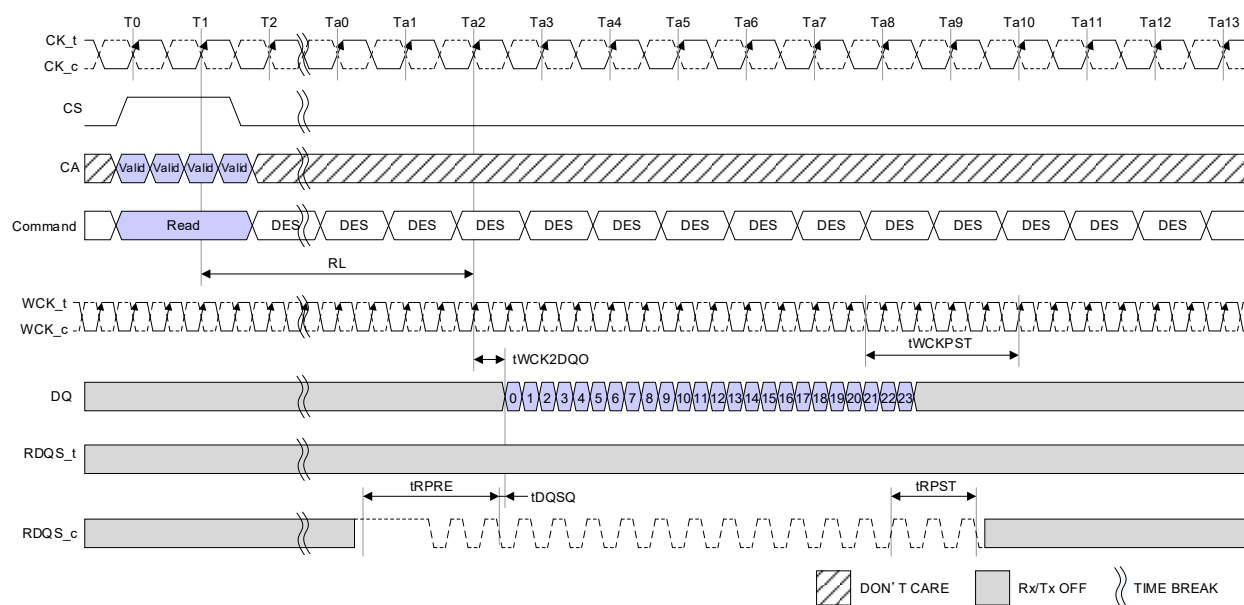 T0 T1 T2 Ta0 Ta1 Ta2 Ta3 Ta4 Ta5 Ta6 Ta7 Ta8 Ta9 Ta10 Ta11 Ta12 Ta13
CK_t
CK_c
CS
CA Valid Valid Valid Valid
Command Read DES DES DES DES DES DES DES DES DES DES DES DES DES DES
RL
WCK_t
WCK_c
tWCKPST
tWCK2DQO
DQ 0 1 2 3 4 5 6 7 8 9 10 11 12 13 14 15 16 17 18 19 20 21 22 23
RDQS_t
tRPRE tDQSQ tRPST
RDQS_c
DON'T CARE Rx/Tx OFF TIME BREAK